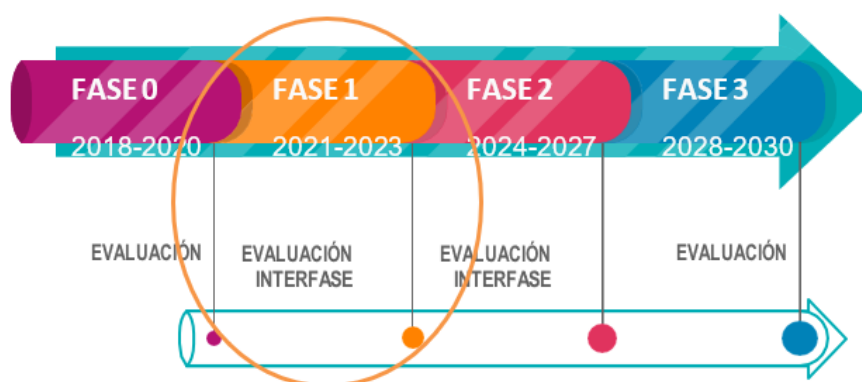 FASE 0 FASE 1 FASE 2 FASE 3
2018-2020 2021-2023 2024-2027 2028-2030
EVALUACIÓN EVALUACIÓN EVALUACIÓN EVALUACIÓN
INTERFASE INTERFASE